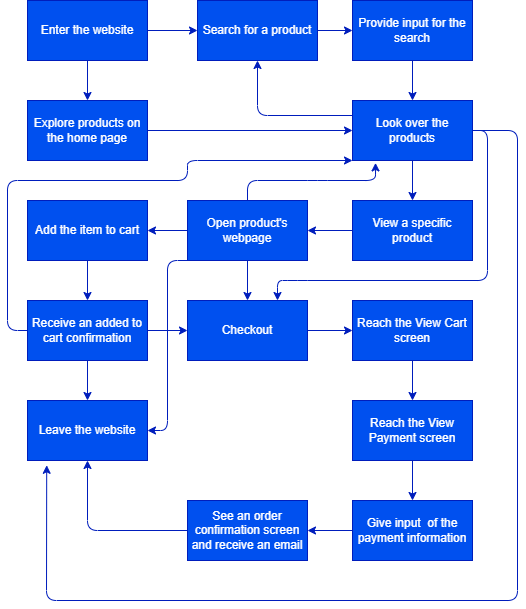 Enter the website
Search for a product
Provide input for the
search
Explore products on
the home page
Look over the
products
Add the item to cart
Open product's
webpage
View a specific
product
Receive an added to
cart confirmation
Checkout
Reach the View Cart
screen
Leave the website
Reach the View
Payment screen
See an order
confirmation screen
and receive an email
Give input  of the
payment information